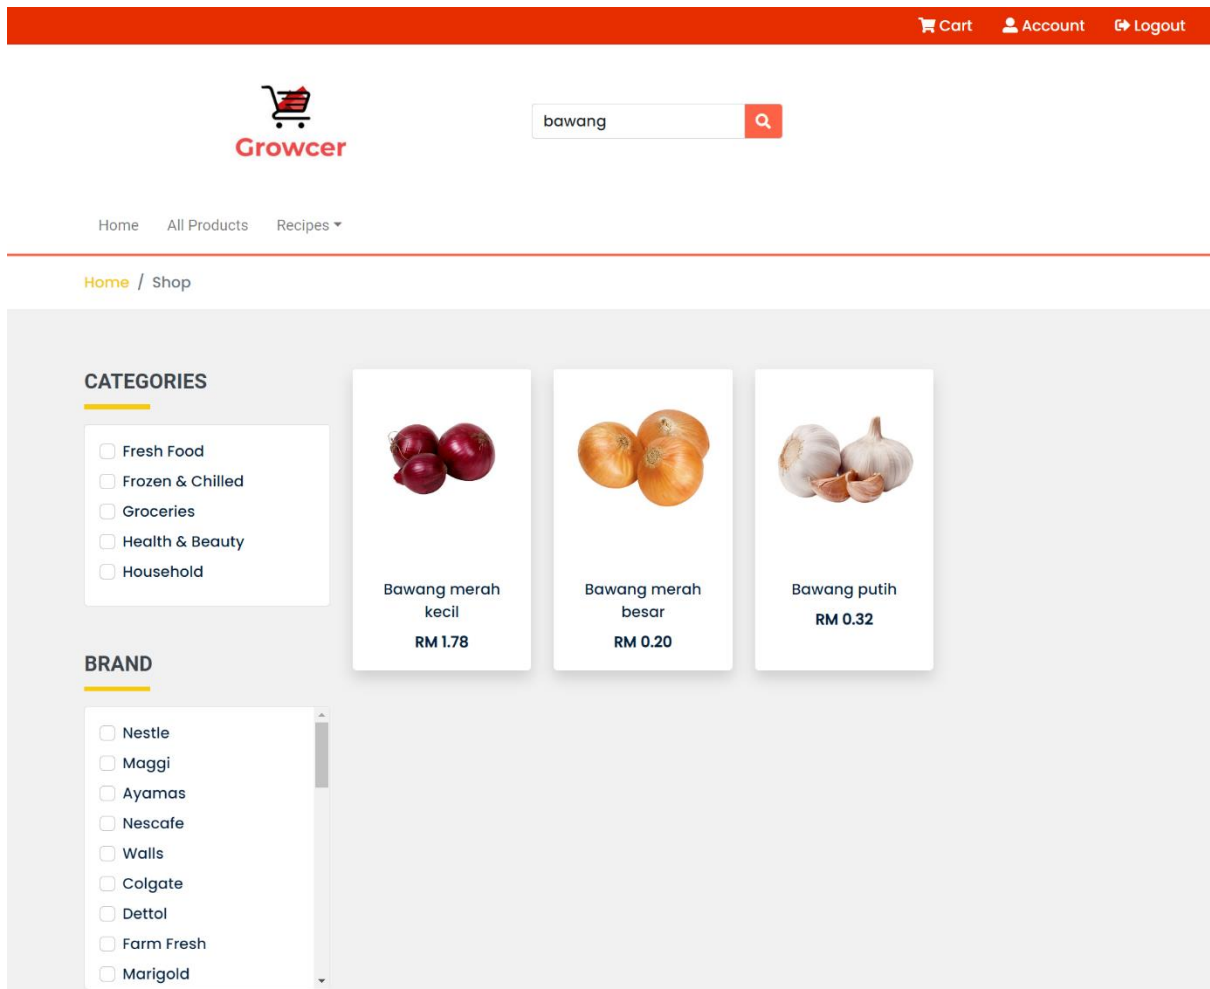 Cart Account Logout
Growcer
bawang
Home All Products Recipes
Home / Shop
CATEGORIES
Fresh Food
Frozen & Chilled
Groceries
Health & Beauty
Household
BRAND
Nestle
Maggi
Ayamas
Nescafe
Walls
Colgate
Dettol
Farm Fresh
Marigold
Bawang merah
kecil
RM 1.78
Bawang merah
besar
RM 0.20
Bawang putih
RM 0.32